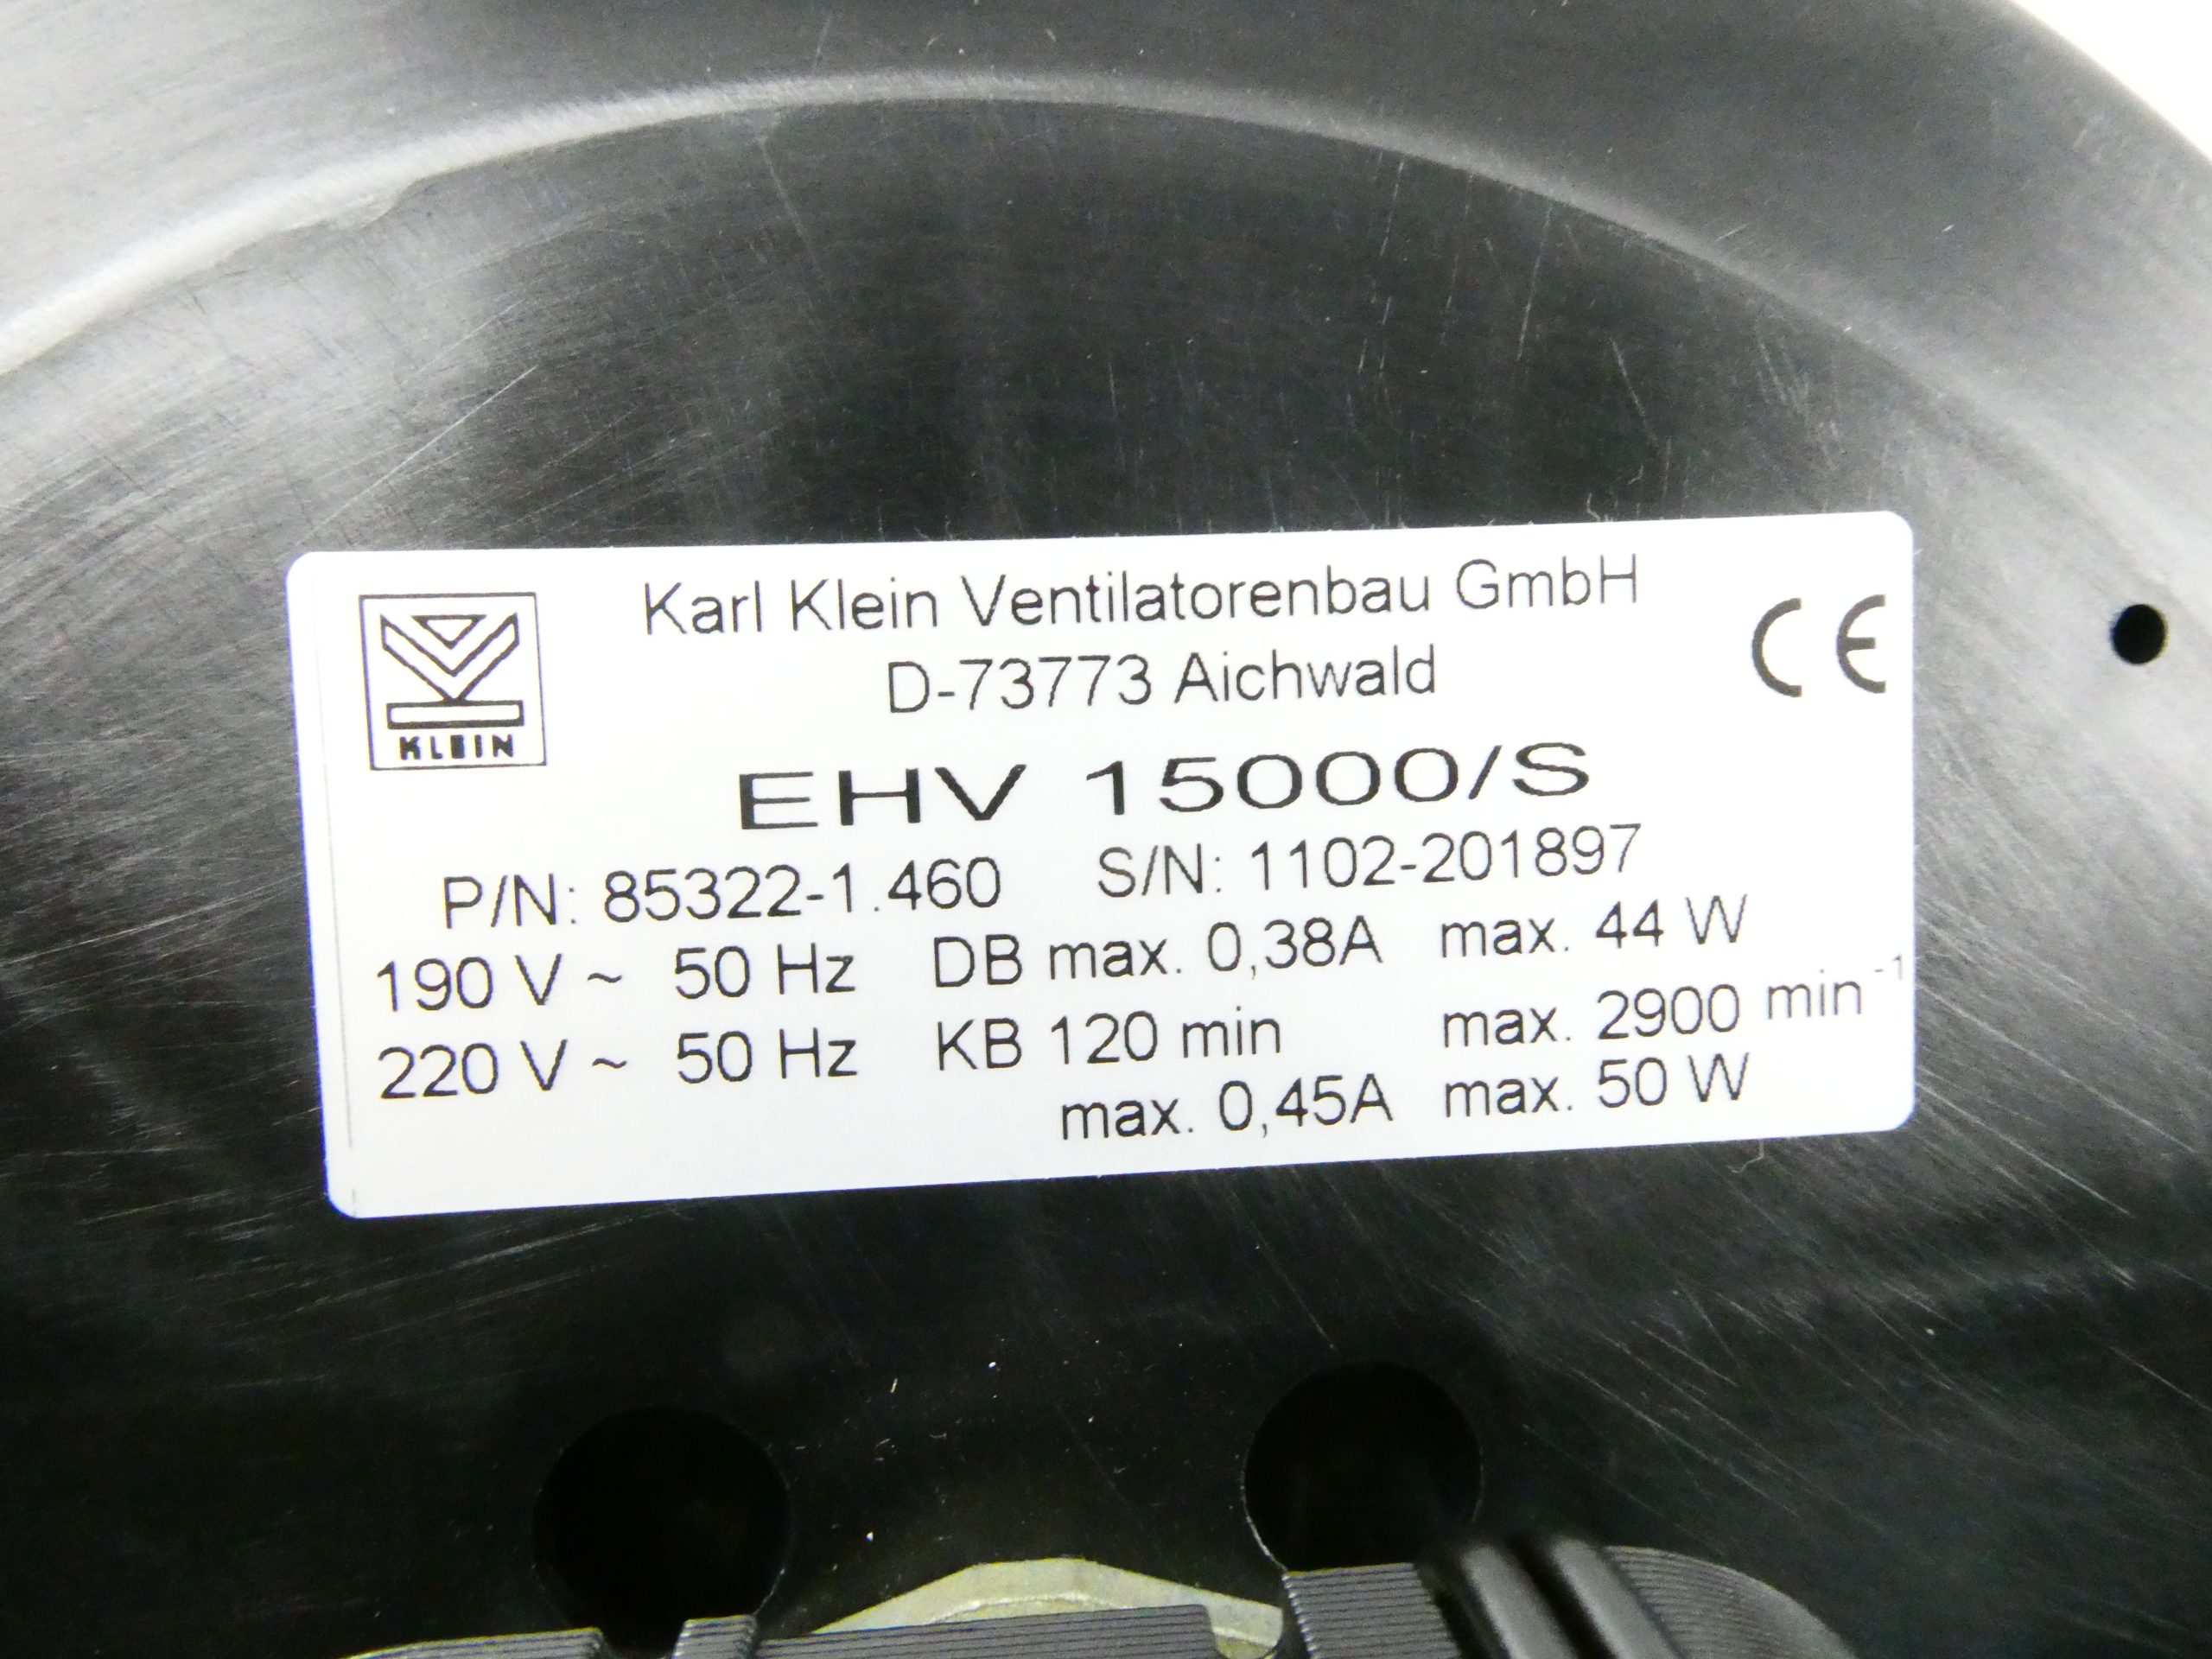 Karl Klein Ventilatorenbau GmbH
D-73773 Aichwald
CE
KLEIN
EHV 15000/S
P/N: 85322-1.460 S/N: 1102-201897
190 V ~ 50 Hz DB max. 0,38A max. 44 W
220 V ~ 50 Hz KB 120 min max. 2900 min⁻¹
max. 0,45A max. 50 W